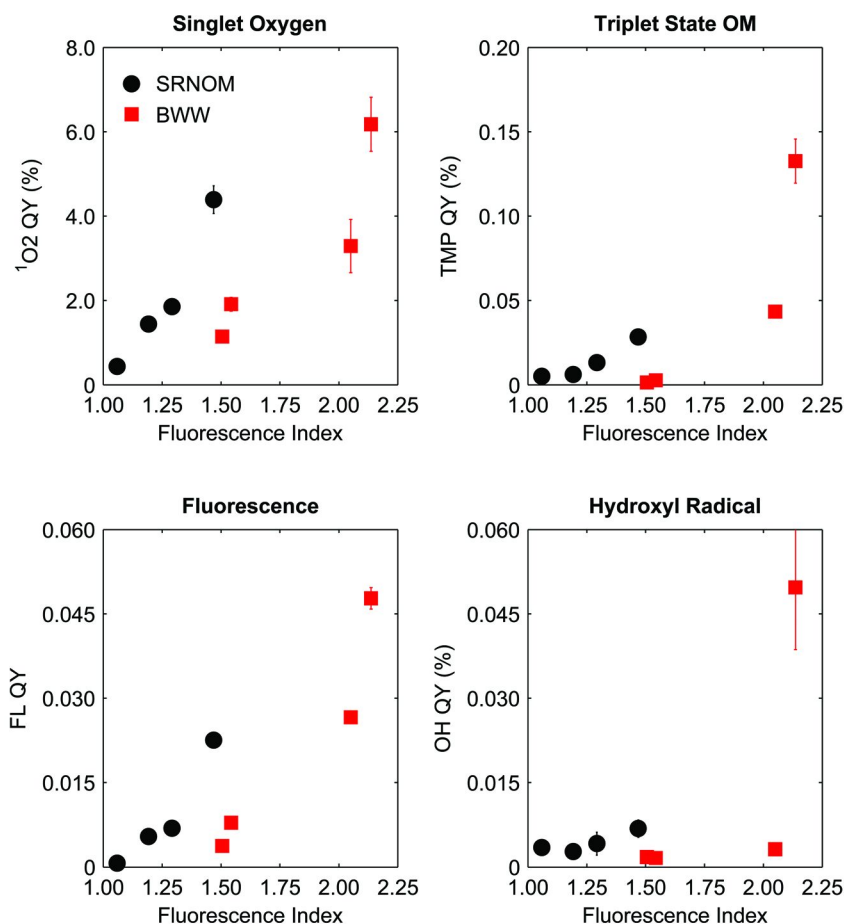 Singlet Oxygen
8.0
6.0
4.0
2.0
0
¹O2 QY (%)
SRNOM
BWW
1.00 1.25 1.50 1.75 2.00 2.25
Fluorescence Index
Triplet State OM
0.20
0.15
0.10
0.05
0
TMP QY (%)
1.00 1.25 1.50 1.75 2.00 2.25
Fluorescence Index
Fluorescence
0.060
0.045
0.030
0.015
0
FL QY
1.00 1.25 1.50 1.75 2.00 2.25
Fluorescence Index
Hydroxyl Radical
0.060
0.045
0.030
0.015
0
OH QY (%)
1.00 1.25 1.50 1.75 2.00 2.25
Fluorescence Index